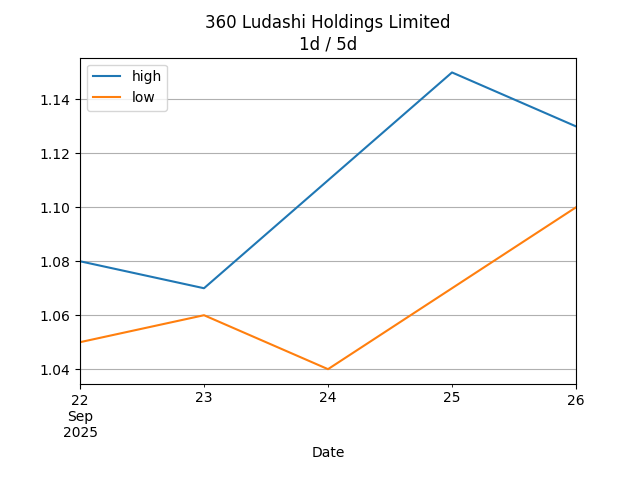 360 Ludashi Holdings Limited
1d / 5d
high
low
1.14
1.12
1.10
1.08
1.06
1.04
22 23 24 25 26
Sep
2025
Date